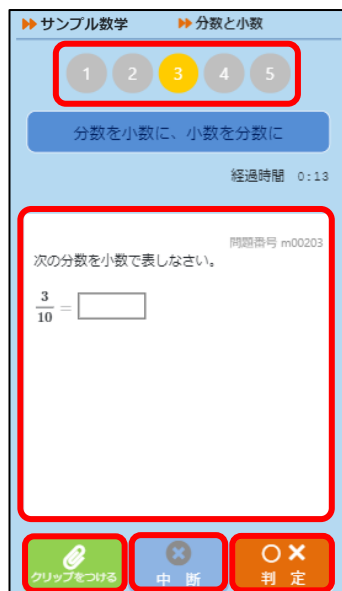 サンプル数学 分数と小数
1 2 3 4 5
分数を小数に、小数を分数に
経過時間 0:13
問題番号 m00203
次の分数を小数で表しなさい。
3/10 =
クリップをつける 中 断 判 定